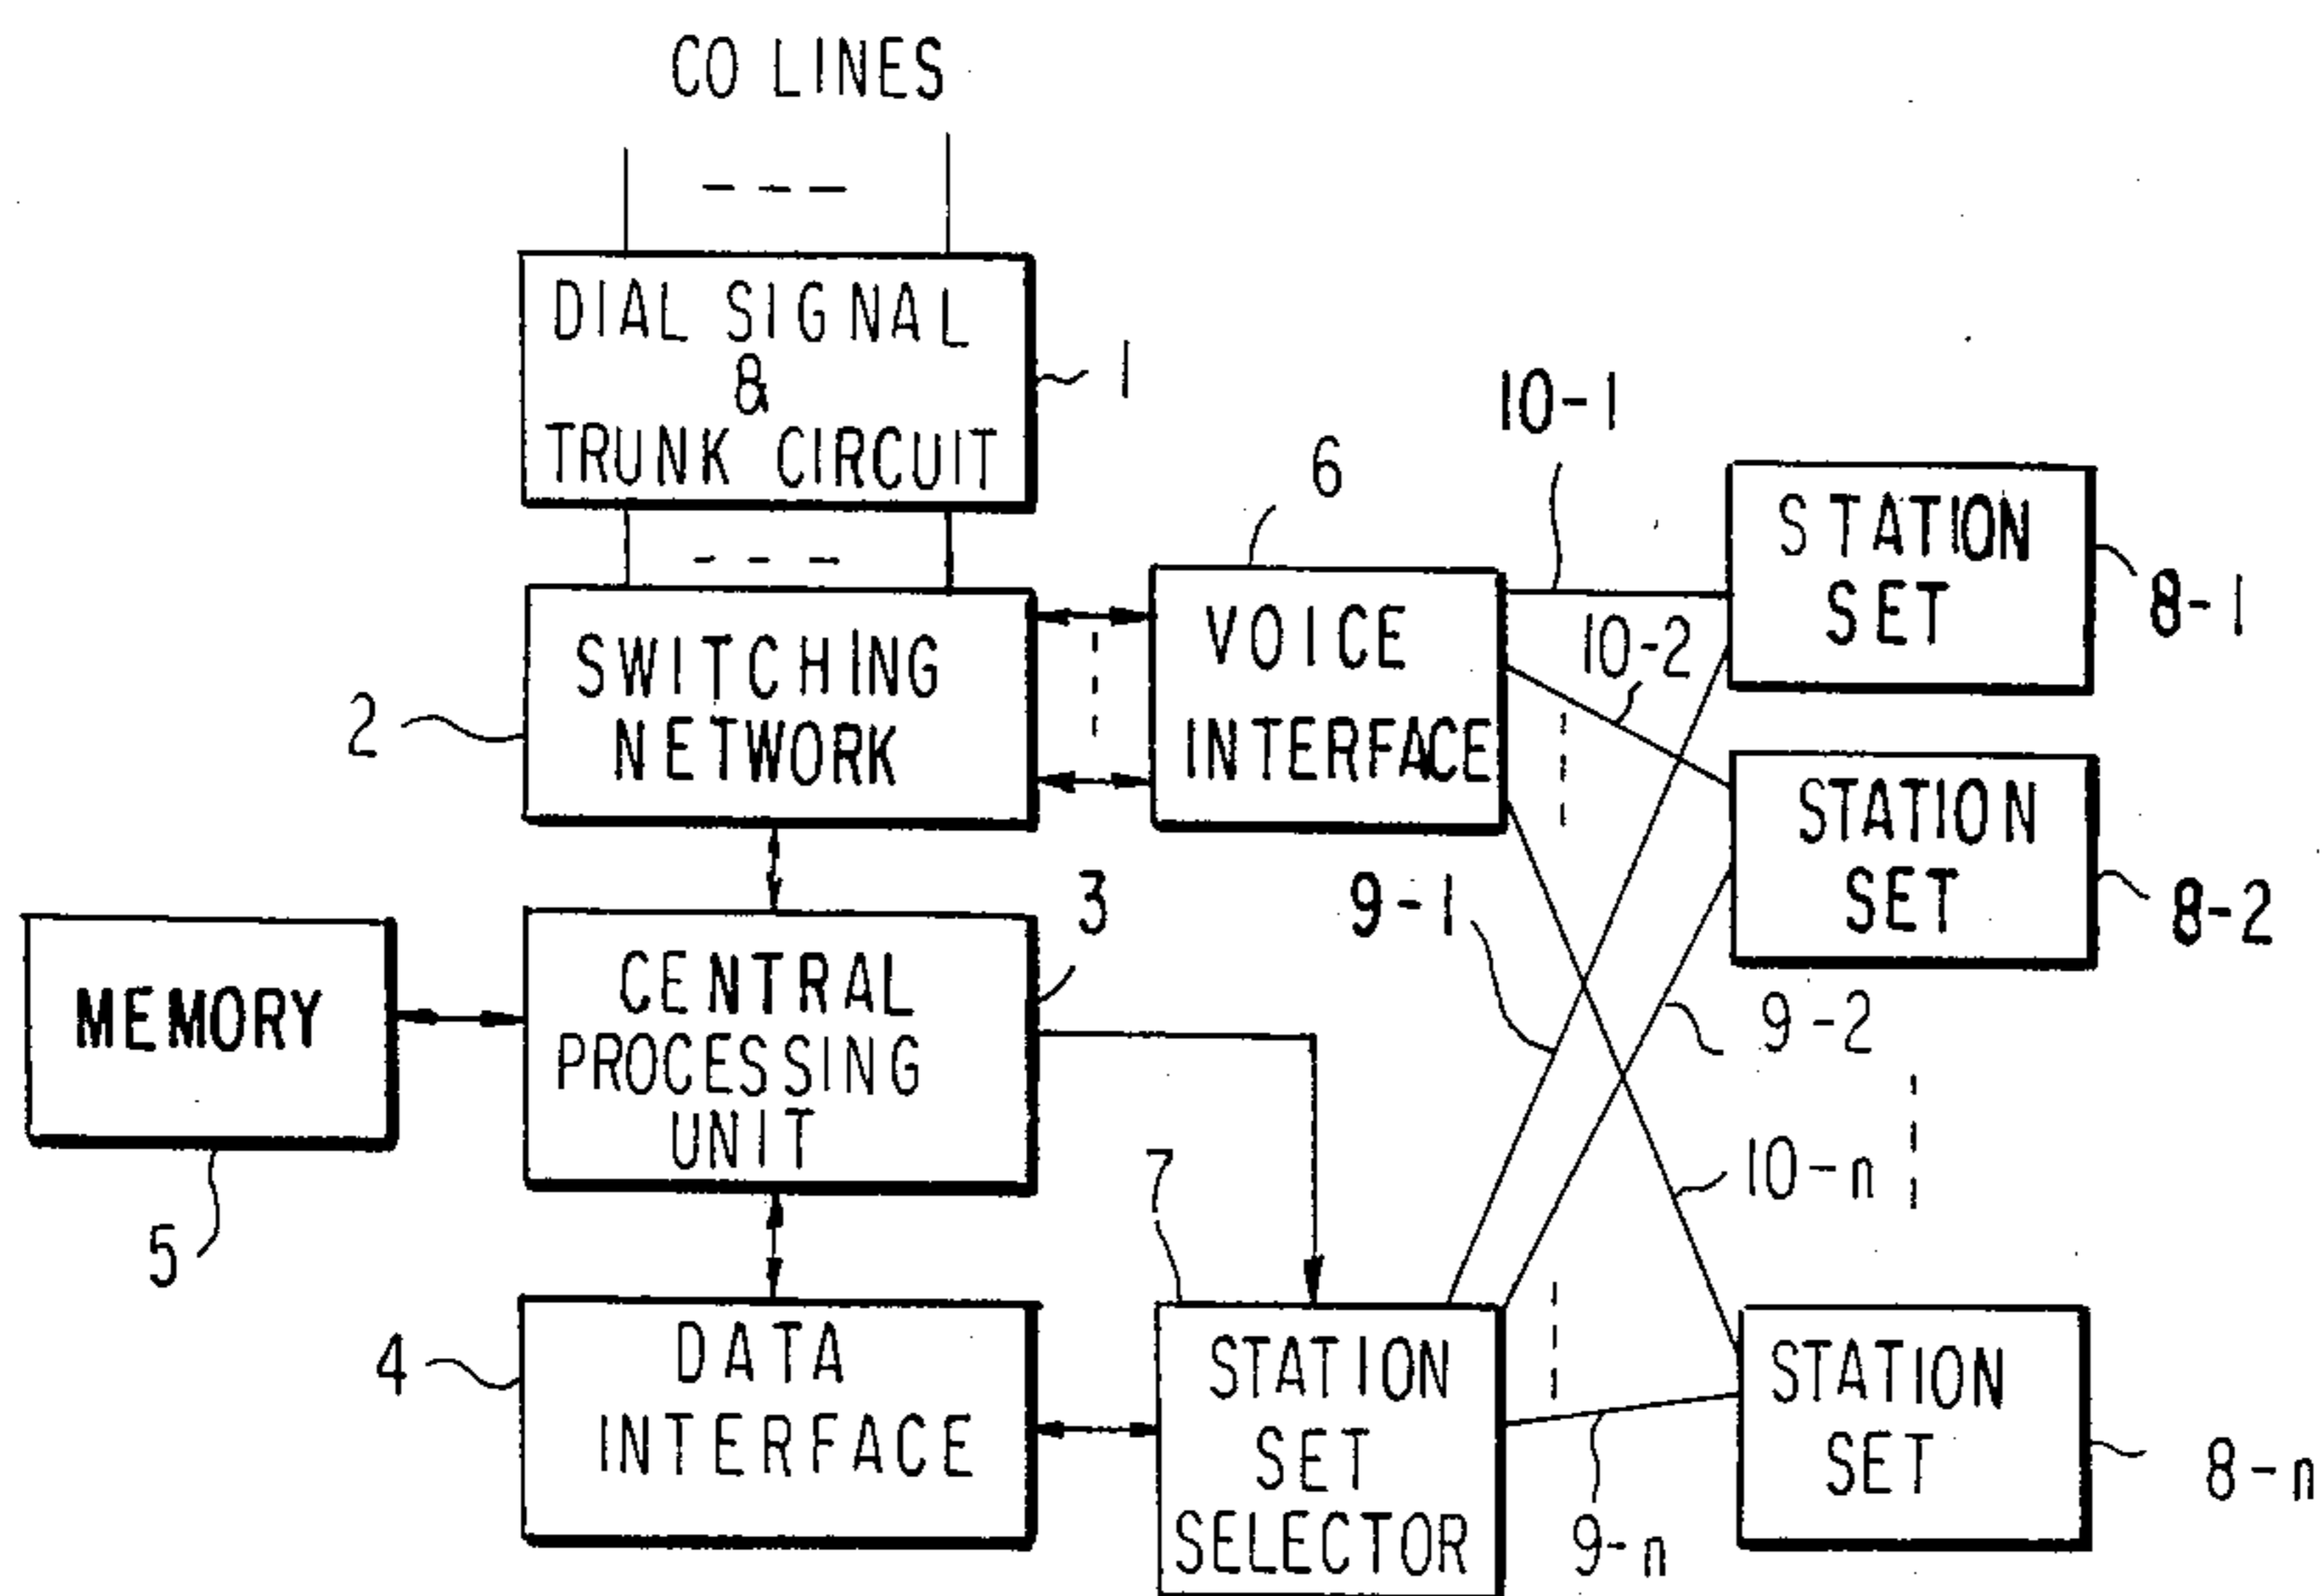 CO LINES
DIAL SIGNAL
&
TRUNK CIRCUIT
1
SWITCHING
NETWORK
2
VOICE
INTERFACE
6
10-1
10-2
STATION
SET
8-1
STATION
SET
8-2
MEMORY
5
CENTRAL
PROCESSING
UNIT
3
9-1
9-2
10-n
DATA
INTERFACE
4
STATION
SET
SELECTOR
7
9-n
STATION
SET
8-n